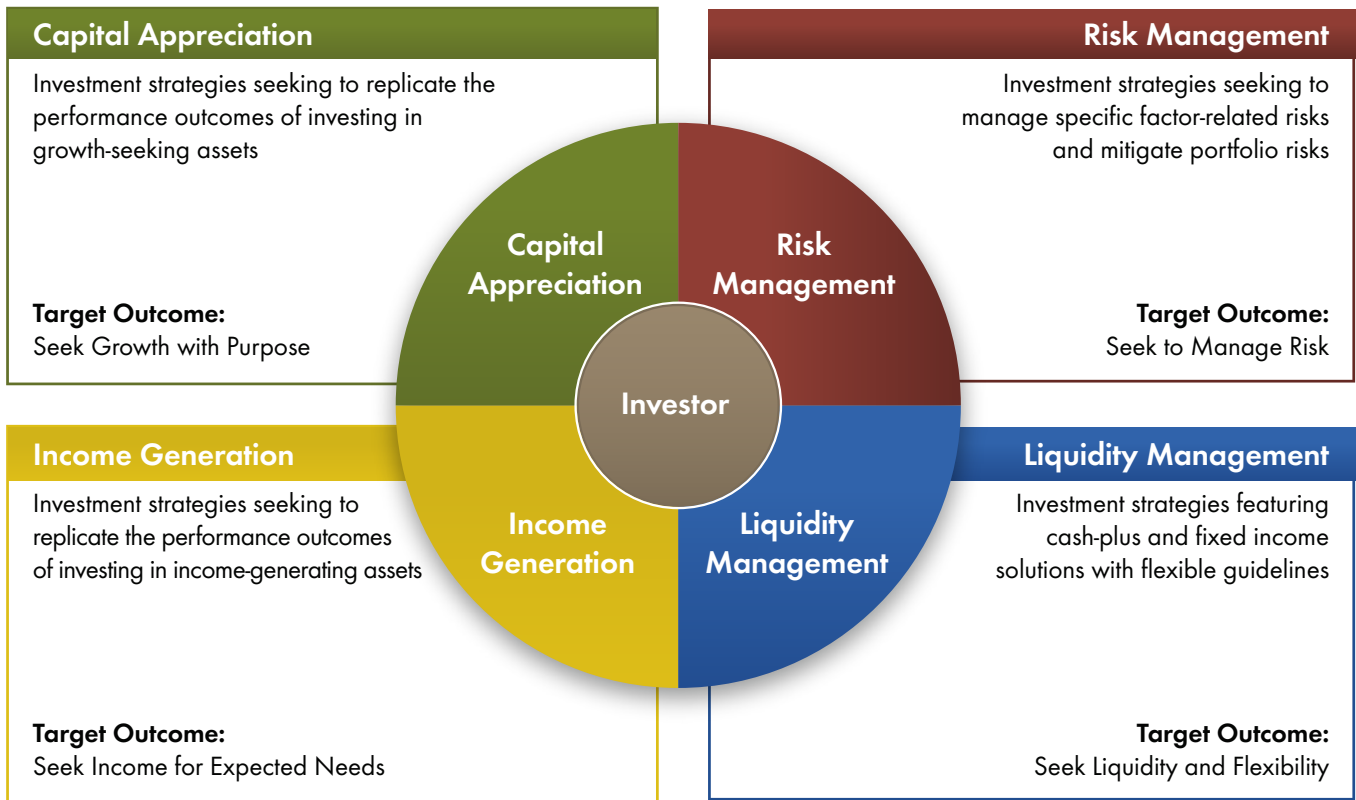 Capital Appreciation
Investment strategies seeking to replicate the
performance outcomes of investing in
growth-seeking assets
Target Outcome:
Seek Growth with Purpose
Risk Management
Investment strategies seeking to
manage specific factor-related risks
and mitigate portfolio risks
Target Outcome:
Seek to Manage Risk
Capital
Appreciation
Risk
Management
Investor
Income
Generation
Liquidity
Management
Income Generation
Investment strategies seeking to
replicate the performance outcomes
of investing in income-generating assets
Target Outcome:
Seek Income for Expected Needs
Liquidity Management
Investment strategies featuring
cash-plus and fixed income
solutions with flexible guidelines
Target Outcome:
Seek Liquidity and Flexibility